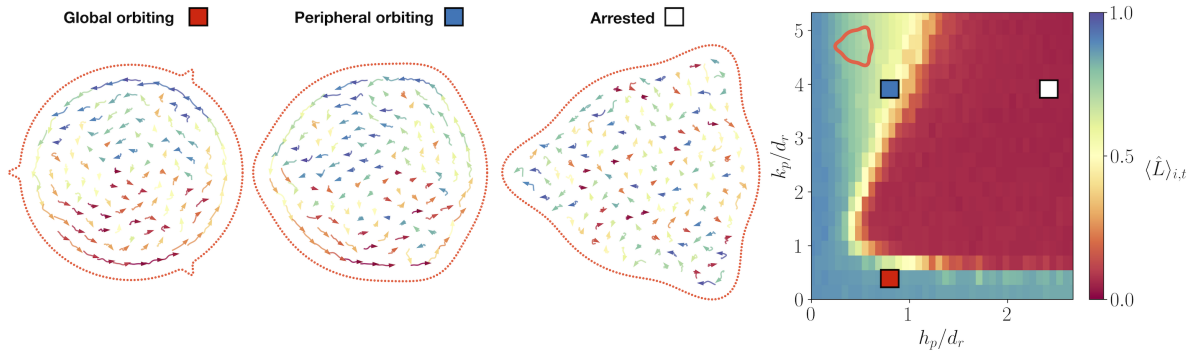 Global orbiting
Peripheral orbiting
Arrested
5
4
3
2
1
0
k_p/d_r
0
1
2
h_p/d_r
1.0
0.5
0.0
⟨L̂⟩_{i,t}